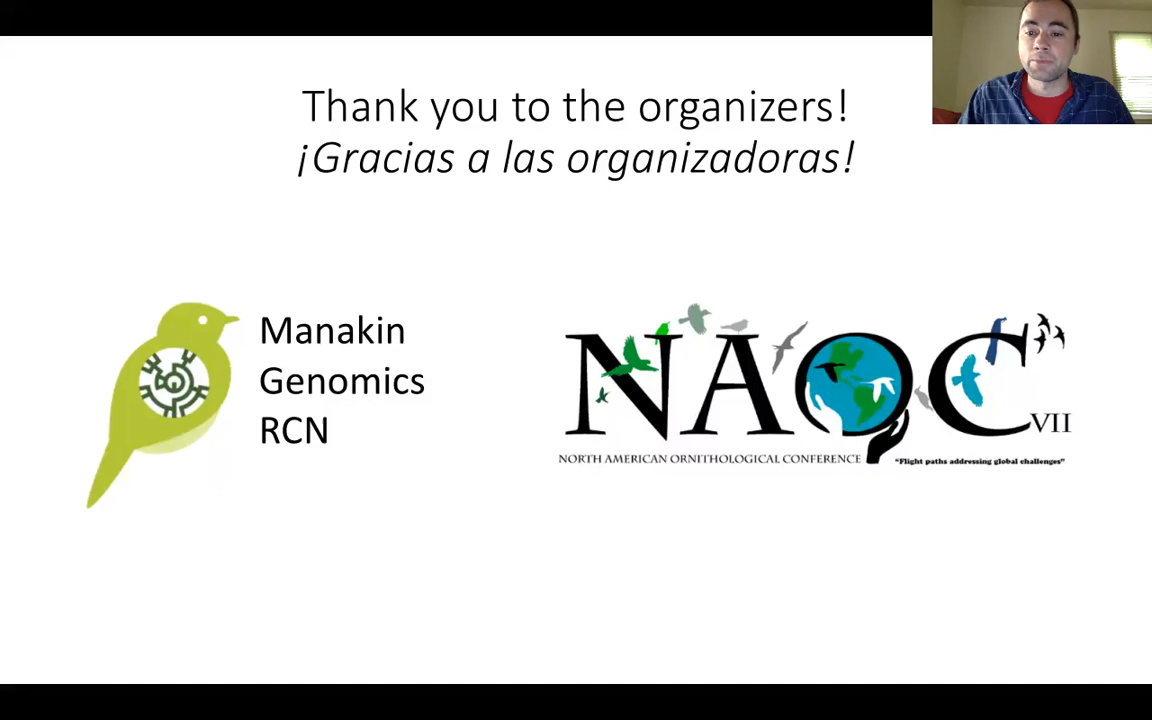 Thank you to the organizers!
¡Gracias a las organizadoras!
Manakin
Genomics
RCN
NAOC VII
NORTH AMERICAN ORNITHOLOGICAL CONFERENCE
"Flight paths addressing global challenges"